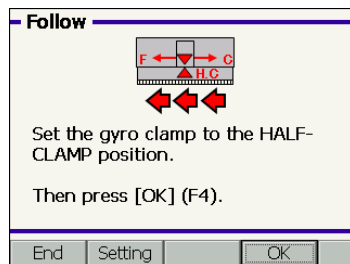 Follow
F C
H.C
Set the gyro clamp to the HALF-
CLAMP position.
Then press [OK] (F4).
End Setting OK